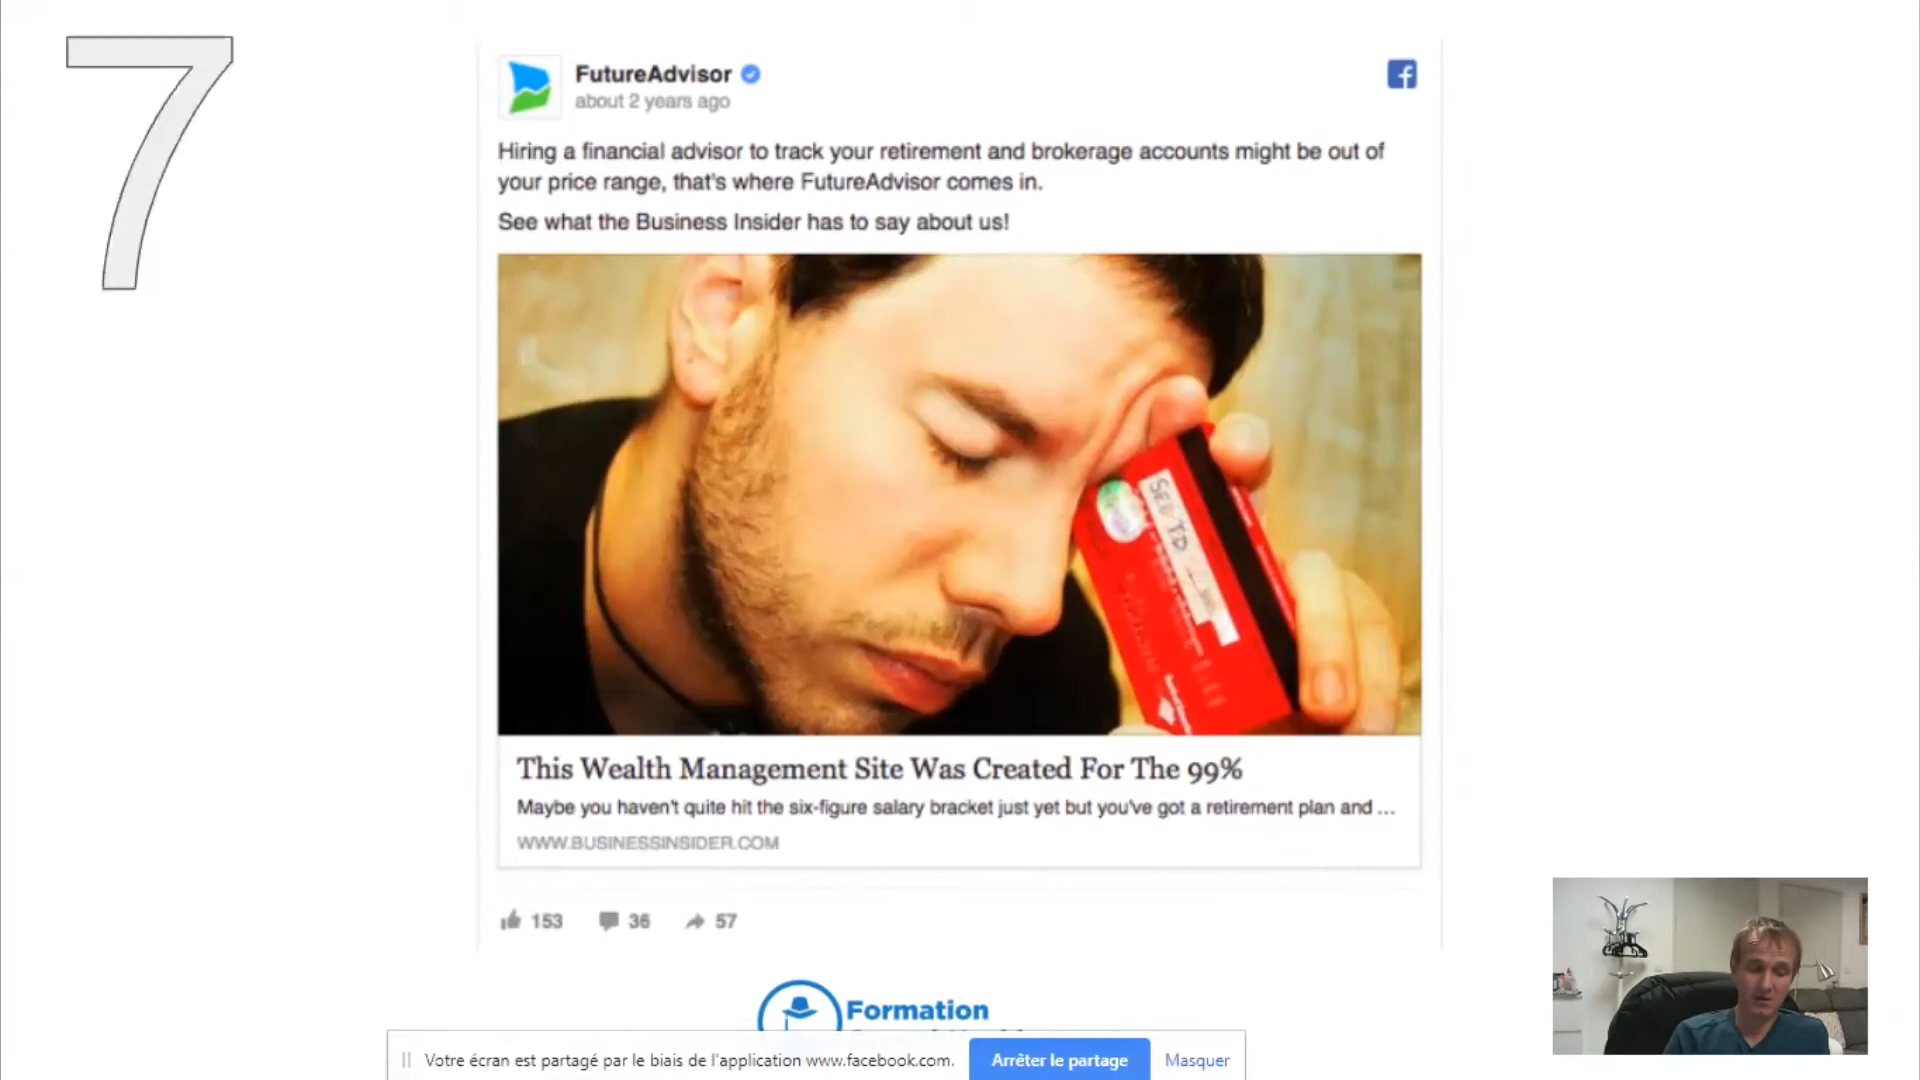 7
FutureAdvisor
about 2 years ago
Hiring a financial advisor to track your retirement and brokerage accounts might be out of
your price range, that's where FutureAdvisor comes in.
See what the Business Insider has to say about us!
SEE ID
This Wealth Management Site Was Created For The 99%
Maybe you haven't quite hit the six-figure salary bracket just yet but you've got a retirement plan and ...
WWW.BUSINESSINSIDER.COM
153 36 57
Formation
Votre écran est partagé par le biais de l'application www.facebook.com. Arrêter le partage Masquer